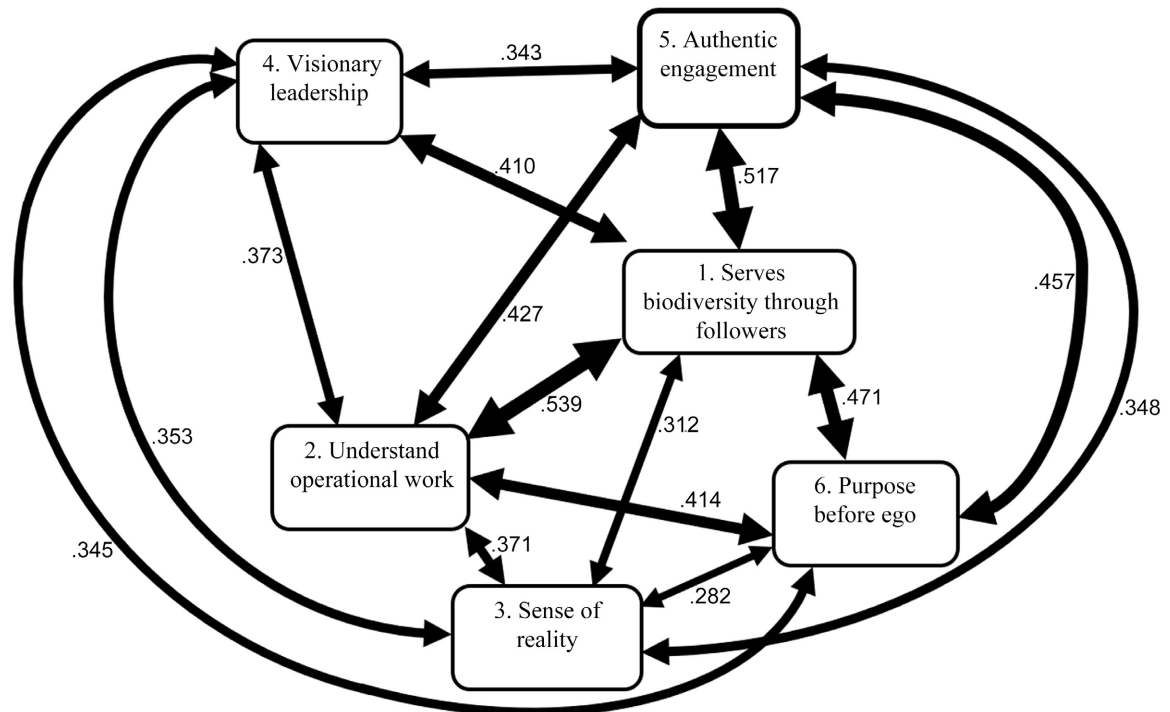 4. Visionary
leadership
.343
5. Authentic
engagement
.410
.517
.373
.427
1. Serves
biodiversity through
followers
.457
.539
.312
.471
.348
.353
2. Understand
operational work
.414
6. Purpose
before ego
.345
.371
.282
3. Sense of
reality